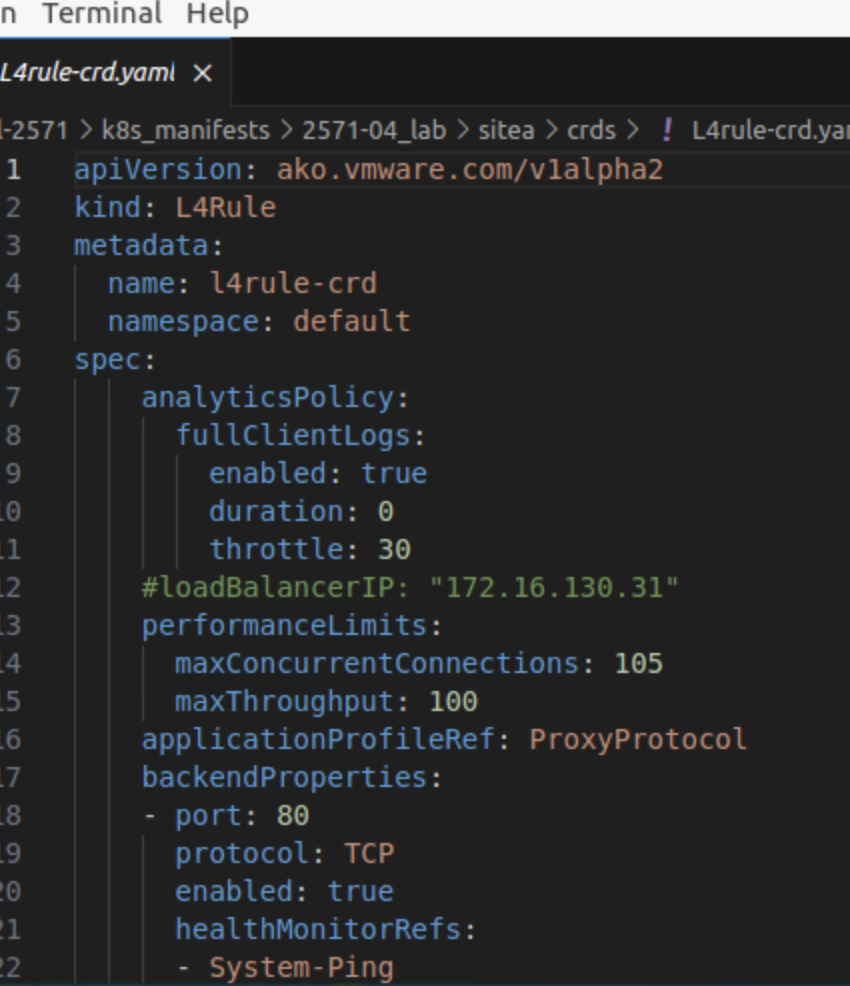 n Terminal Help
L4rule-crd.yaml ×
l-2571 > k8s_manifests > 2571-04_lab > sitea > crds > ! L4rule-crd.yam
1 apiVersion: ako.vmware.com/v1alpha2
2 kind: L4Rule
3 metadata:
4   name: l4rule-crd
5   namespace: default
6 spec:
7     analyticsPolicy:
8       fullClientLogs:
9         enabled: true
10         duration: 0
11         throttle: 30
12     #loadBalancerIP: "172.16.130.31"
13     performanceLimits:
14       maxConcurrentConnections: 105
15       maxThroughput: 100
16     applicationProfileRef: ProxyProtocol
17     backendProperties:
18     - port: 80
19       protocol: TCP
20       enabled: true
21       healthMonitorRefs:
22       - System-Ping